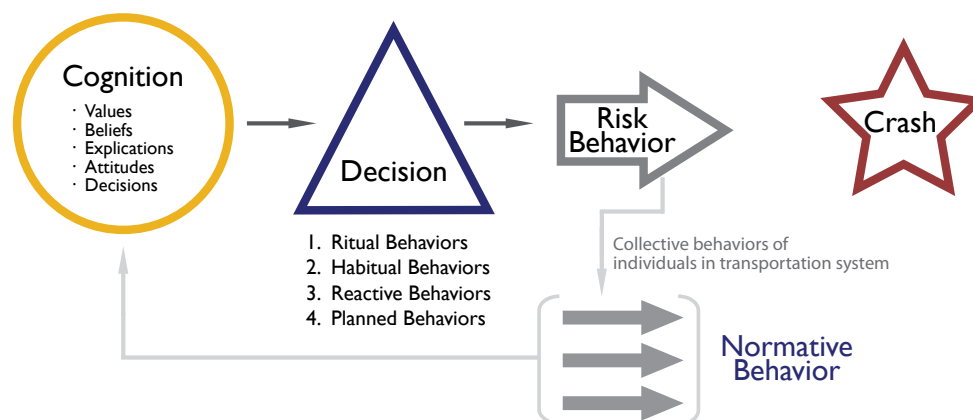 Cognition
· Values
· Beliefs
· Explications
· Attitudes
· Decisions
Decision
1. Ritual Behaviors
2. Habitual Behaviors
3. Reactive Behaviors
4. Planned Behaviors
Risk
Behavior
Crash
Collective behaviors of
individuals in transportation system
Normative
Behavior